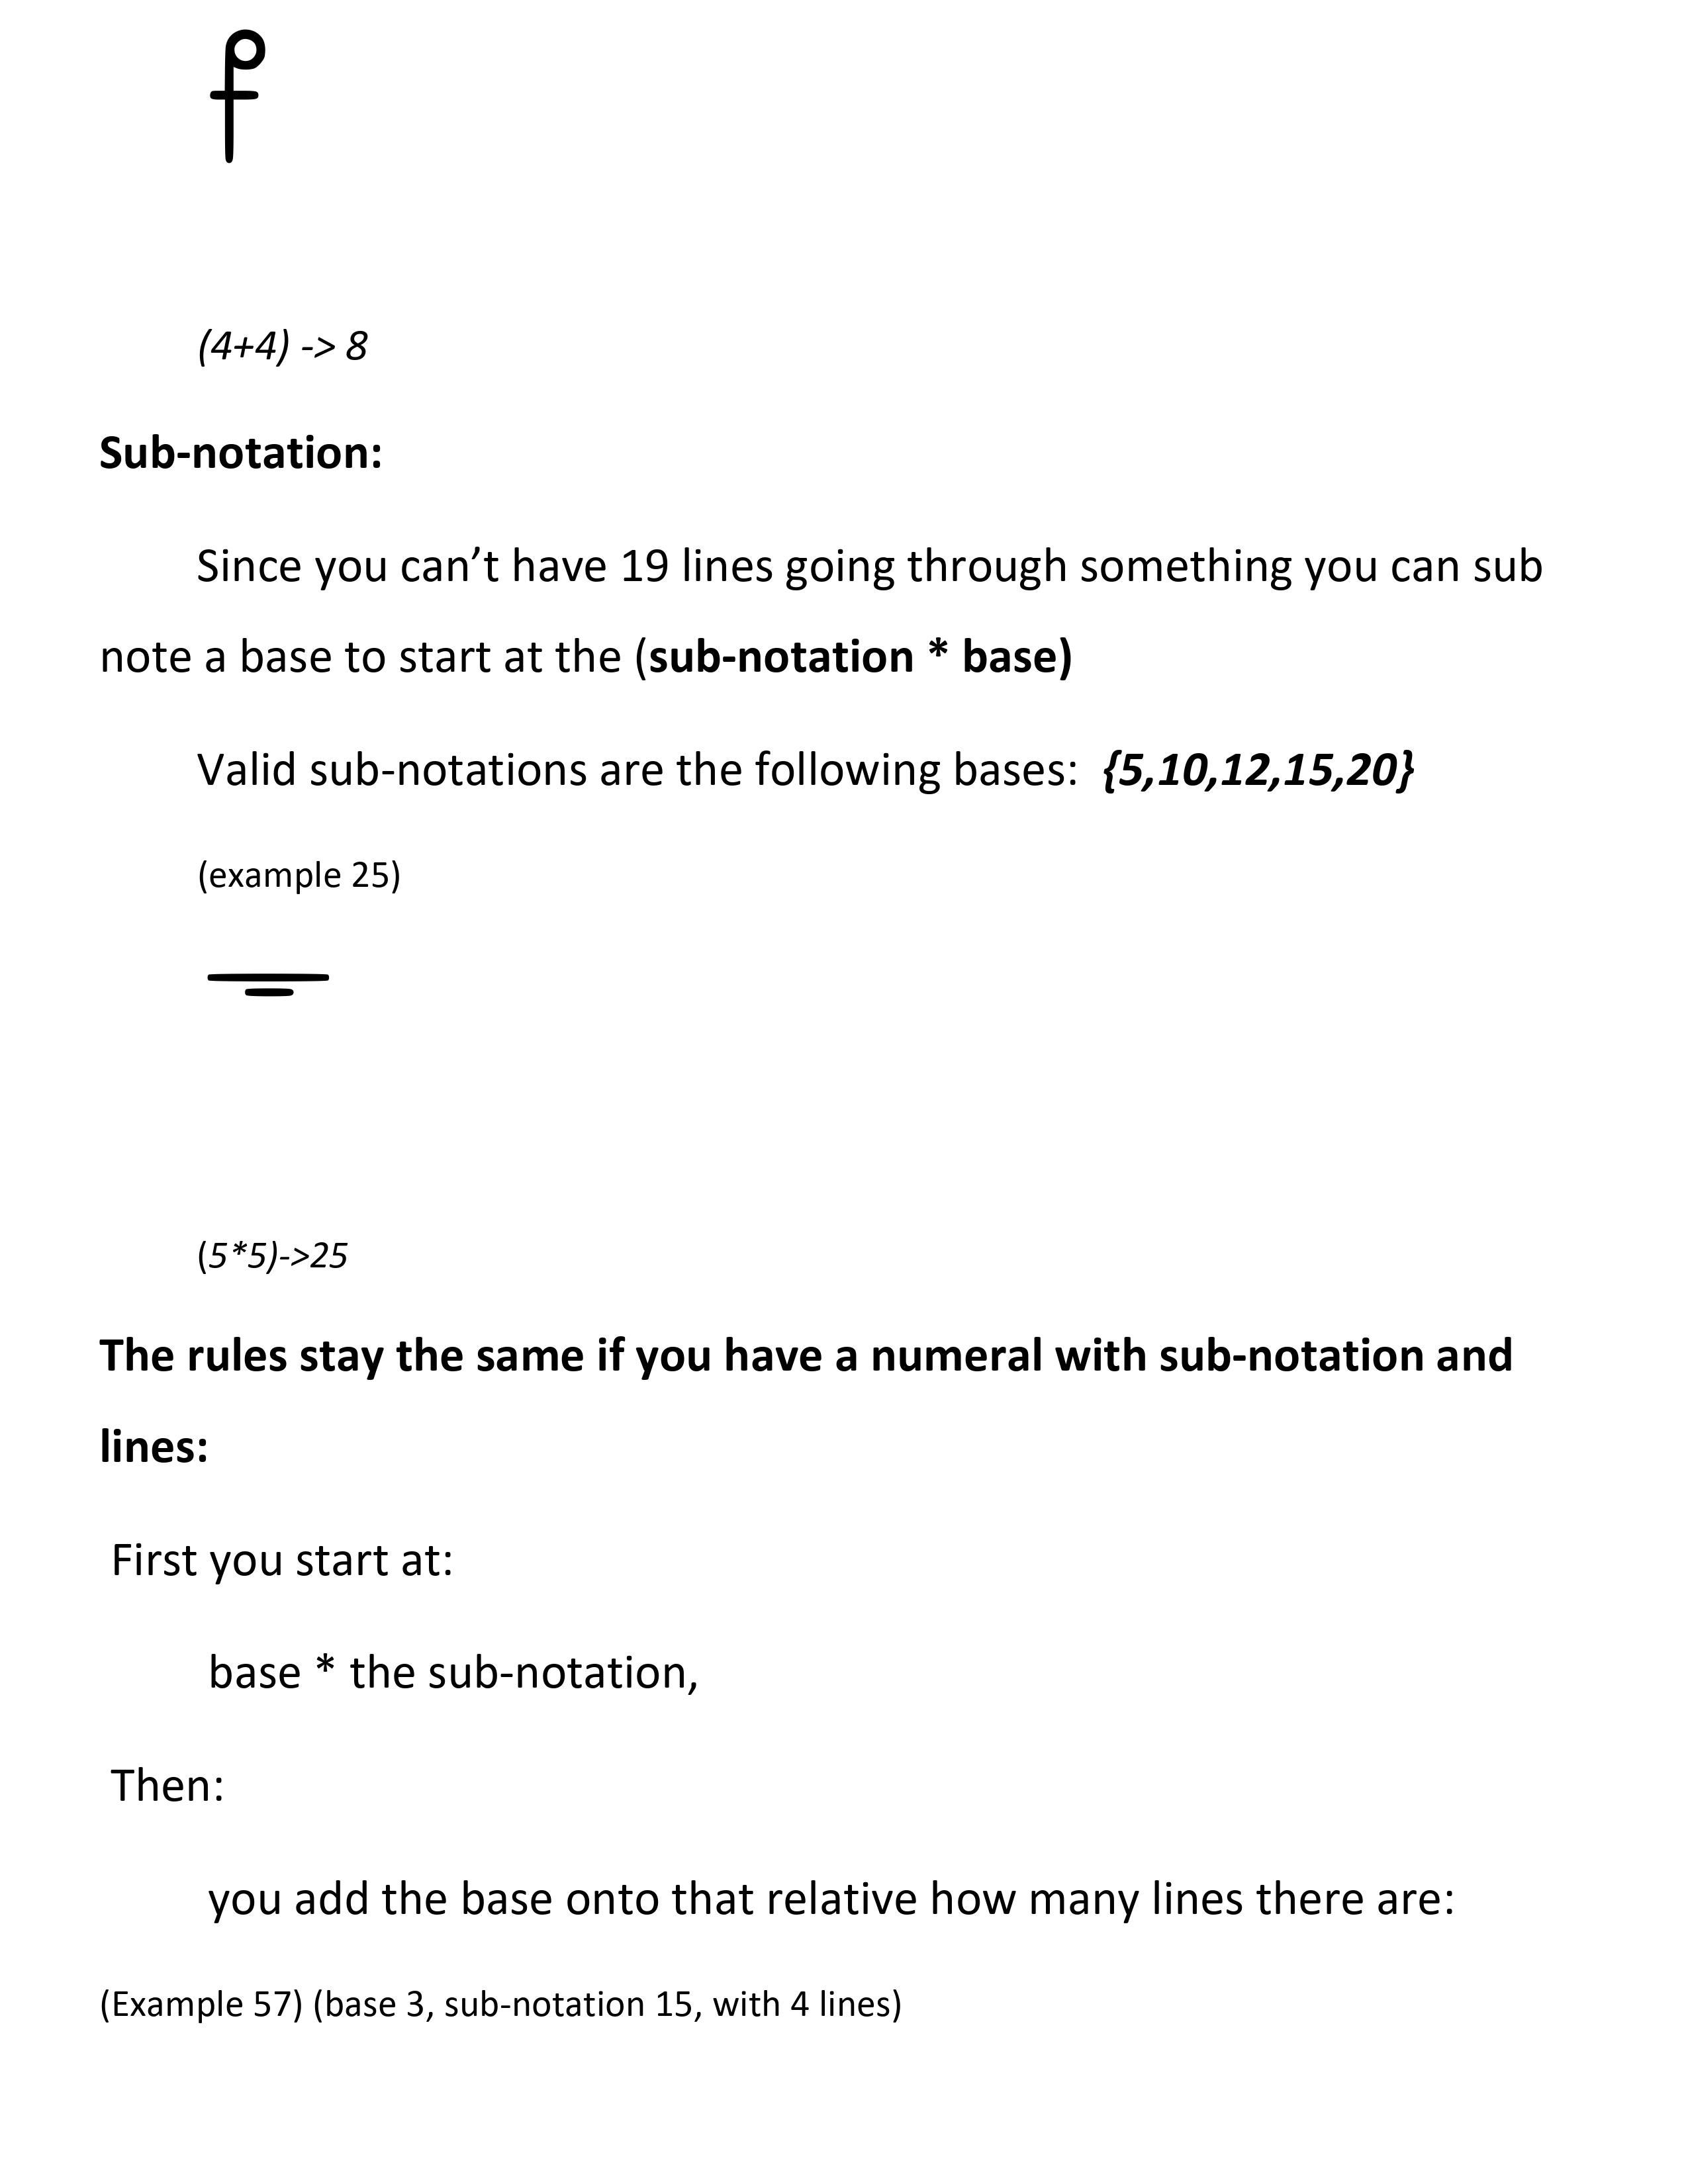 (4+4) -> 8
Sub-notation:
Since you can’t have 19 lines going through something you can sub
note a base to start at the (sub-notation * base)
Valid sub-notations are the following bases: {5,10,12,15,20}
(example 25)
(5*5)->25
The rules stay the same if you have a numeral with sub-notation and
lines:
First you start at:
base * the sub-notation,
Then:
you add the base onto that relative how many lines there are:
(Example 57) (base 3, sub-notation 15, with 4 lines)